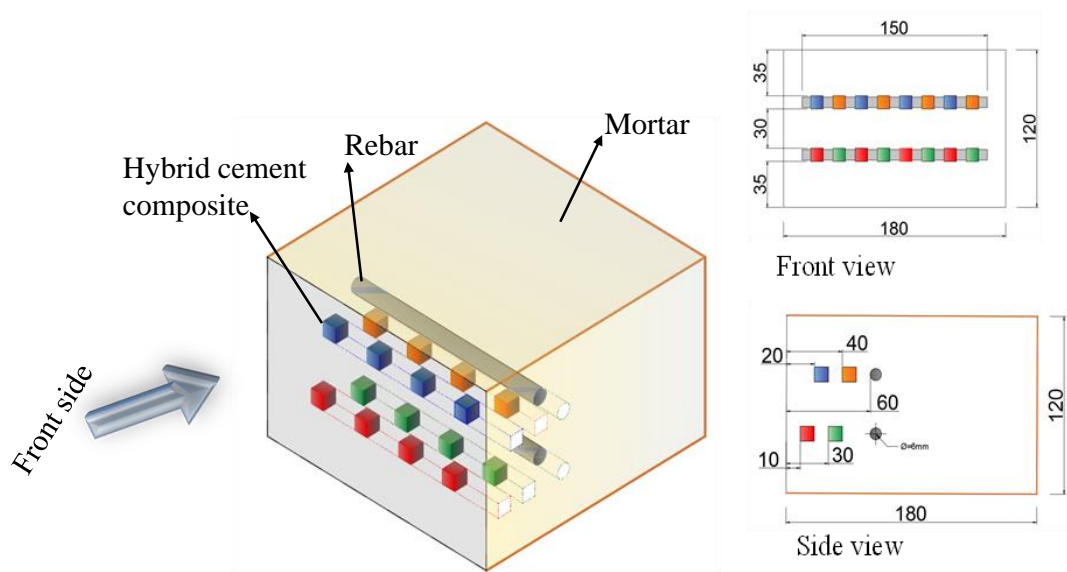 Mortar
Rebar
Hybrid cement
composite
Front side
150
35
30
35
120
180
Front view
20
40
60
Ø=6mm
10
30
120
180
Side view